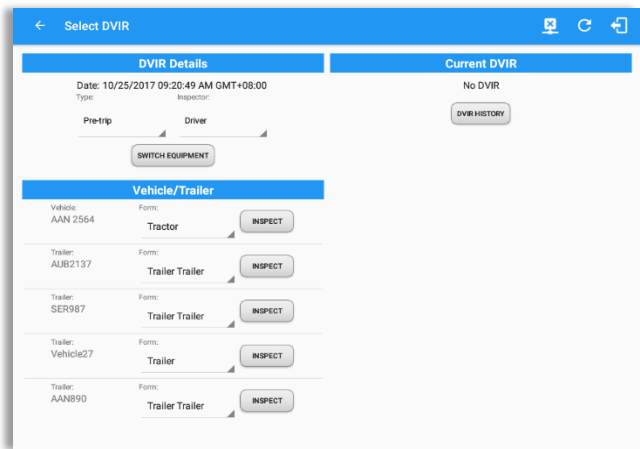 Select DVIR
DVIR Details
Date: 10/25/2017 09:20:49 AM GMT+08:00
Type: Inspector:
Pre-trip Driver
SWITCH EQUIPMENT
Vehicle/Trailer
Vehicle: Form:
AAN 2564 Tractor INSPECT
Trailer: Form:
AUB2137 Trailer Trailer INSPECT
Trailer: Form:
SER987 Trailer Trailer INSPECT
Trailer: Form:
Vehicle27 Trailer INSPECT
Trailer: Form:
AAN890 Trailer Trailer INSPECT
Current DVIR
No DVIR
DVIR HISTORY